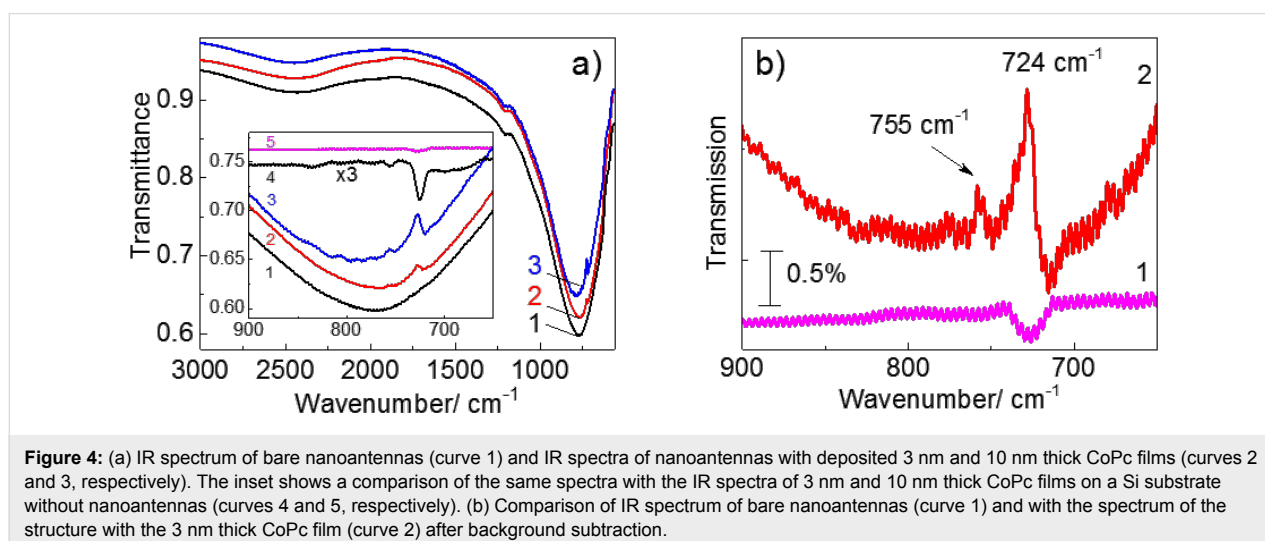 a)
Transmittance
0.9
0.8
0.7
0.6
3000 2500 2000 1500 1000
Wavenumber/ cm⁻¹
3
2
1
5
0.75
4
x3
3
0.70
2
0.65
1
0.60
900 800 700
b)
724 cm⁻¹
2
755 cm⁻¹
Transmission
0.5%
1
900 800 700
Wavenumber/ cm⁻¹
Figure 4: (a) IR spectrum of bare nanoantennas (curve 1) and IR spectra of nanoantennas with deposited 3 nm and 10 nm thick CoPc films (curves 2
and 3, respectively). The inset shows a comparison of the same spectra with the IR spectra of 3 nm and 10 nm thick CoPc films on a Si substrate
without nanoantennas (curves 4 and 5, respectively). (b) Comparison of IR spectrum of bare nanoantennas (curve 1) and with the spectrum of the
structure with the 3 nm thick CoPc film (curve 2) after background subtraction.